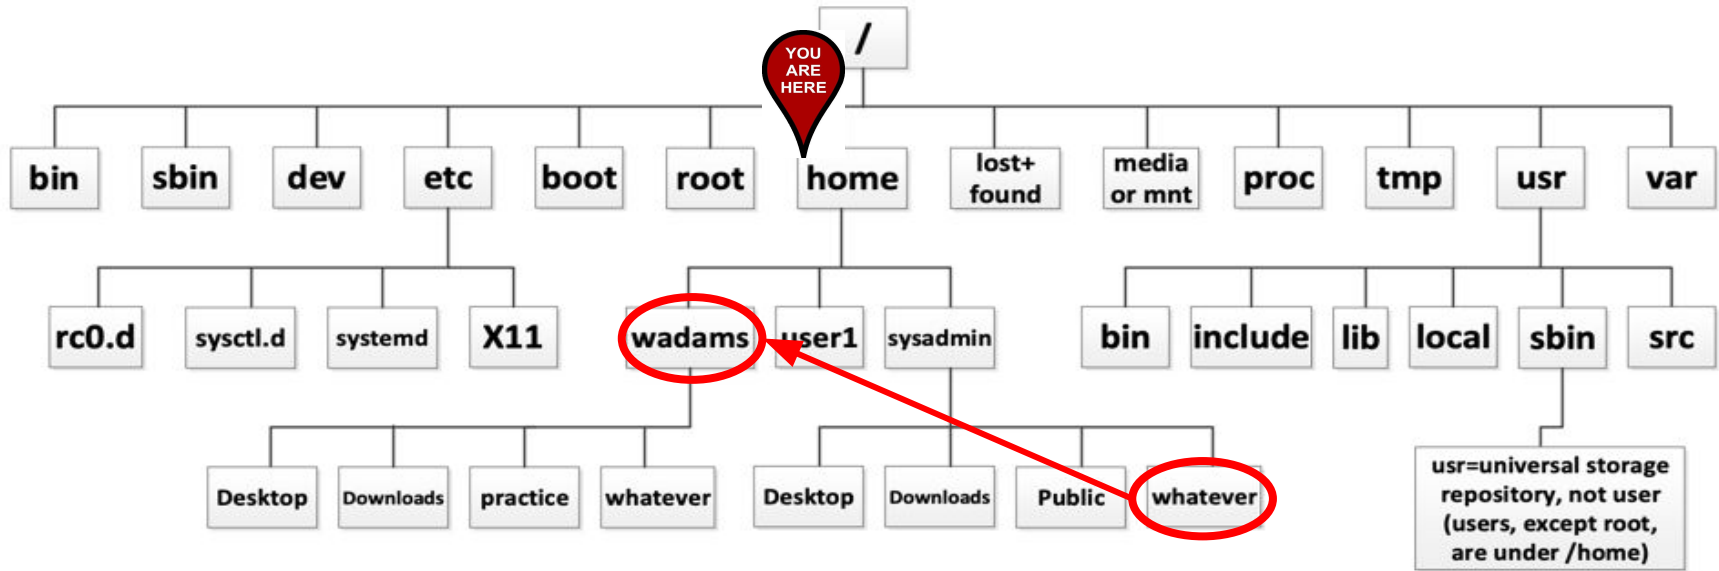 /
YOU
ARE
HERE
bin
sbin
dev
etc
boot
root
home
lost+
found
media
or mnt
proc
tmp
usr
var
rc0.d
sysctl.d
systemd
X11
wadams
user1
sysadmin
bin
include
lib
local
sbin
src
Desktop
Downloads
practice
whatever
Desktop
Downloads
Public
whatever
usr=universal storage
repository, not user
(users, except root,
are under /home)